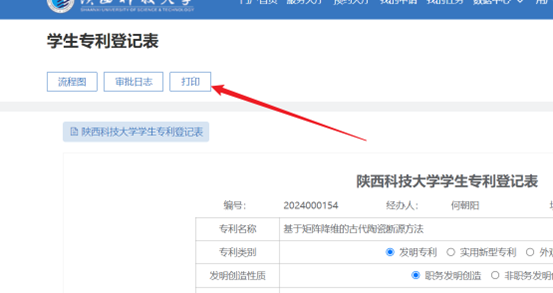 陕西科技大学
SHAANXI UNIVERSITY OF SCIENCE & TECHNOLOGY
门户首页 服务大厅 预约大厅 我的申请 我的任务 数据中心 用户
学生专利登记表
流程图 审批日志 打印
陕西科技大学学生专利登记表
陕西科技大学学生专利登记表
编号: 2024000154 经办人: 何朝阳
专利名称 基于矩阵降维的古代陶瓷断源方法
专利类别 发明专利 实用新型专利 外观
发明创造性质 职务发明创造 非职务发明